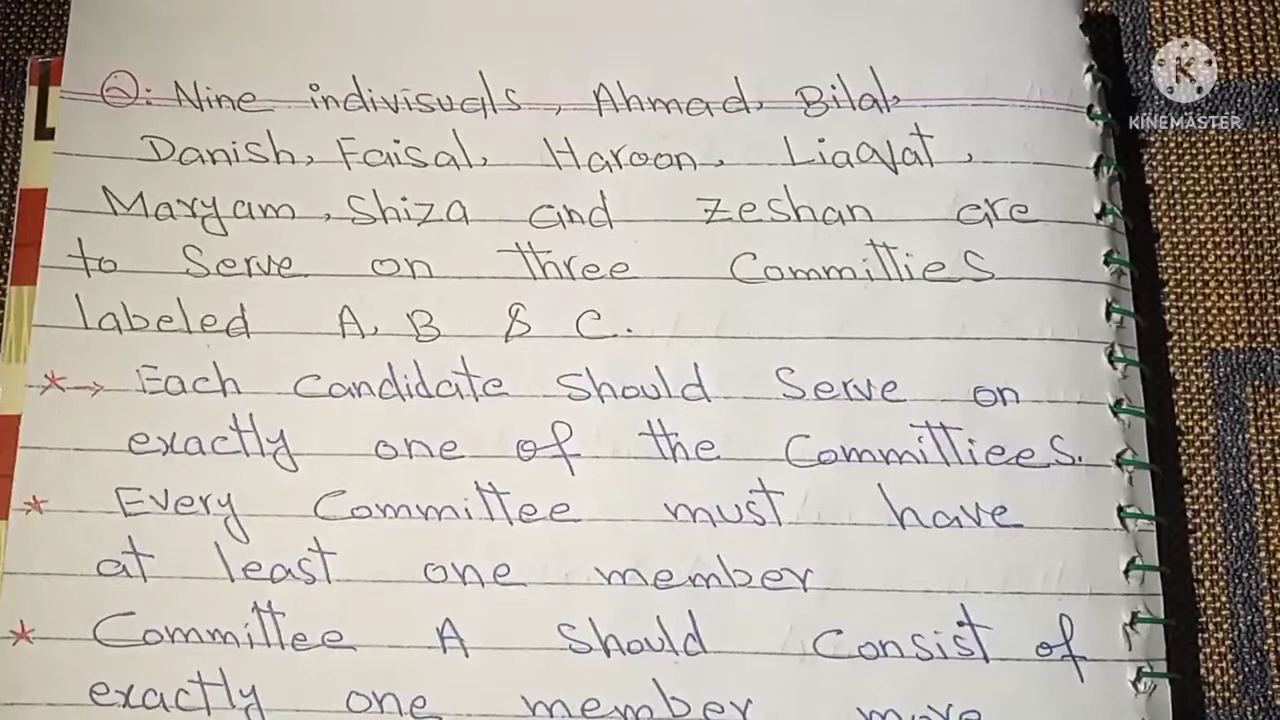 Q: Nine indivisuals, Ahmad, Bilal,
Danish, Faisal, Haroon, Liaqat,
Maryam, Shiza and Zeshan are
to Serve on three Committies
labeled A, B & C.
* → Each Candidate should Serve on
exactly one of the Committiees.
* Every Committee must have
at least one member
* Committee A should Consist of
exactly one member more
KINEMASTER